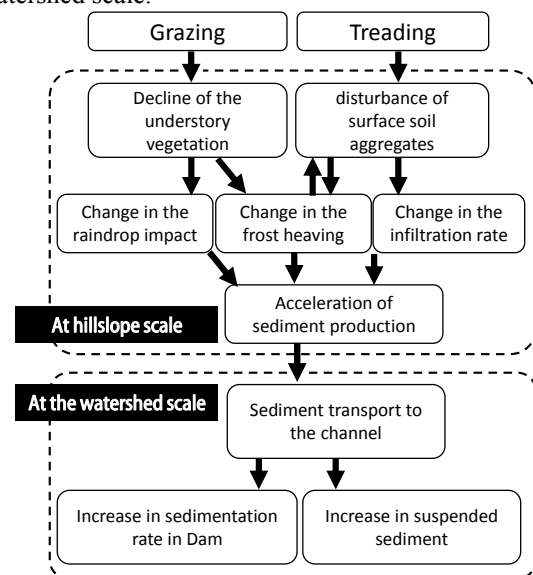 atershed scale.
Grazing
Treading
Decline of the
understory
vegetation
disturbance of
surface soil
aggregates
Change in the
raindrop impact
Change in the
frost heaving
Change in the
infiltration rate
Acceleration of
sediment production
At hillslope scale
At the watershed scale
Sediment transport to
the channel
Increase in sedimentation
rate in Dam
Increase in suspended
sediment